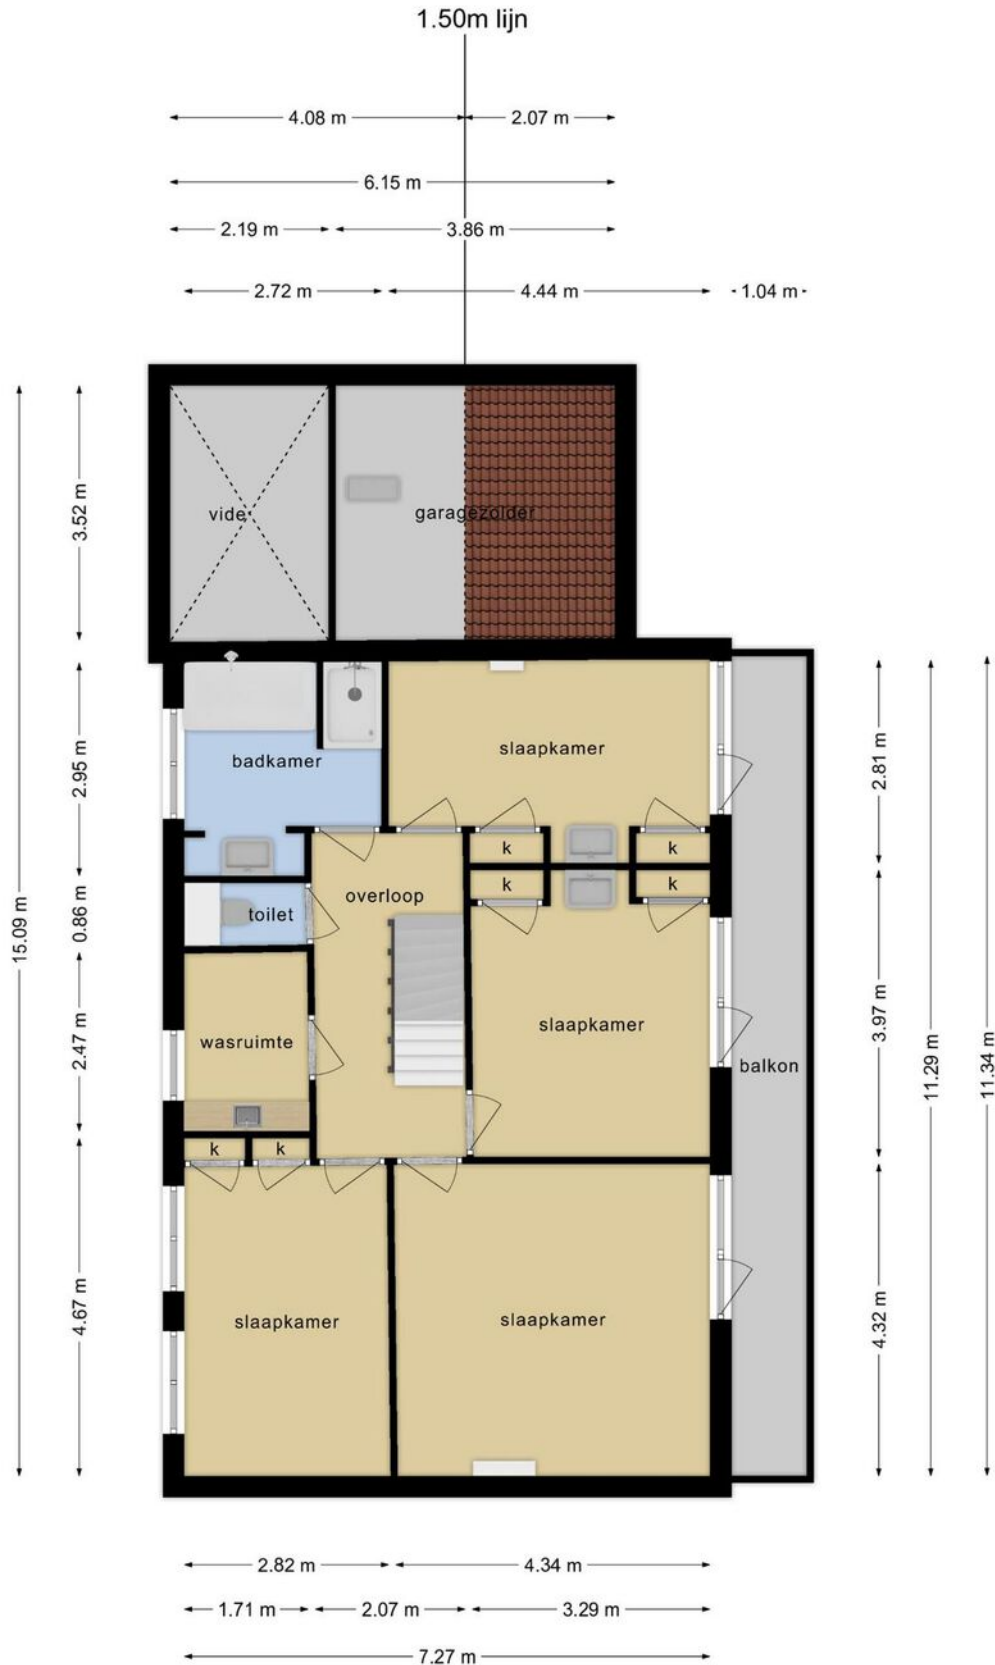 1.50m lijn
4.08 m
2.07 m
6.15 m
2.19 m
3.86 m
2.72 m
4.44 m
1.04 m
3.52 m
15.09 m
vide
garagezolder
2.95 m
badkamer
slaapkamer
2.81 m
k
k
k
k
overloop
toilet
0.86 m
2.47 m
wasruimte
slaapkamer
3.97 m
balkon
11.29 m
11.34 m
k
k
4.67 m
slaapkamer
slaapkamer
4.32 m
2.82 m
4.34 m
1.71 m
2.07 m
3.29 m
7.27 m